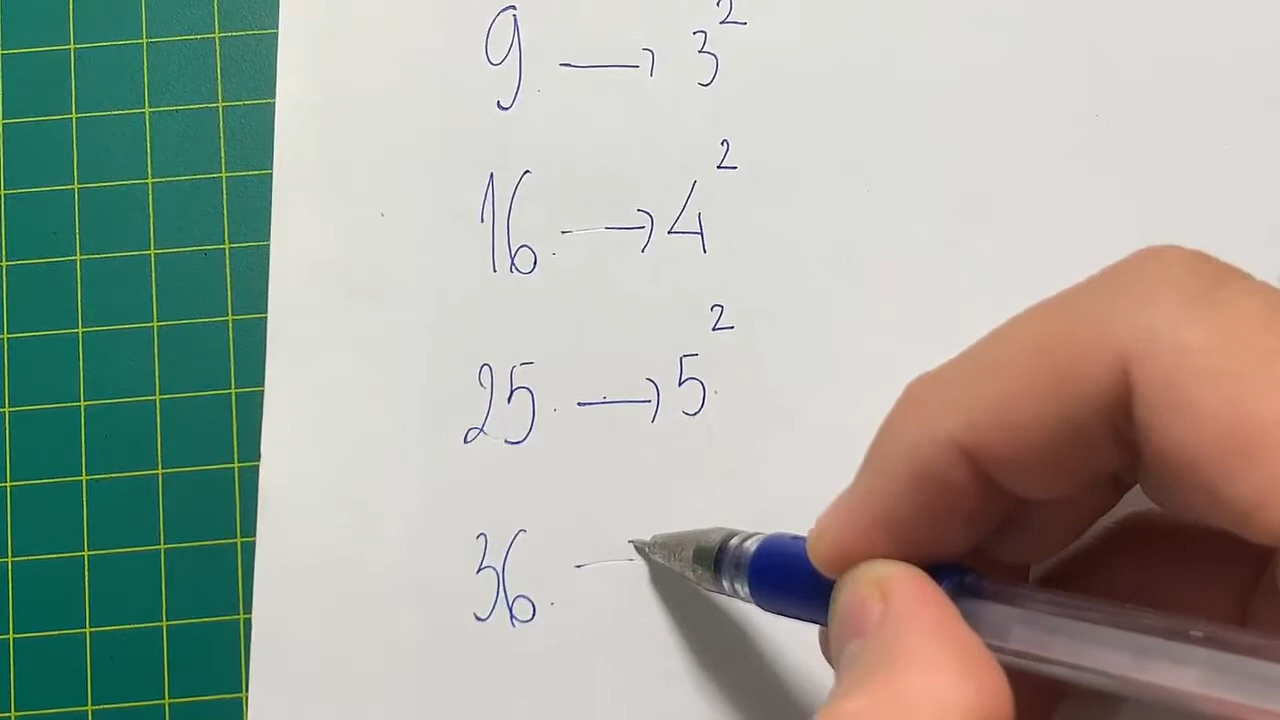 9 → 3²
16 → 4²
25 → 5²
36 —